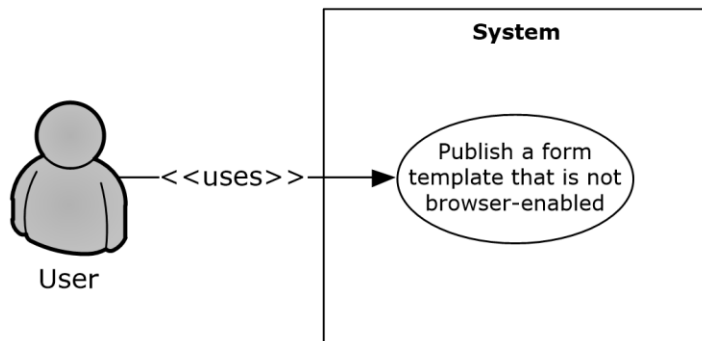 System
Publish a form
template that is not
browser-enabled
<<uses>>
User